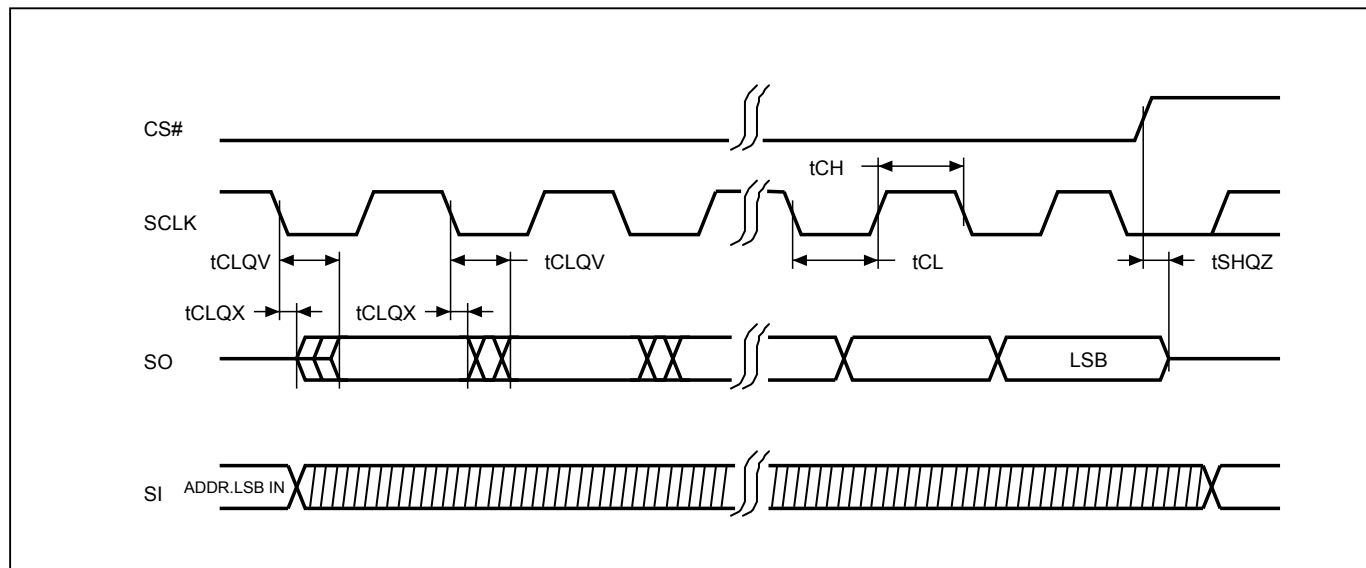 CS#
tCH
SCLK
tCLQV tCLQV tCL tSHQZ
tCLQX tCLQX
SO LSB
SI ADDR.LSB IN